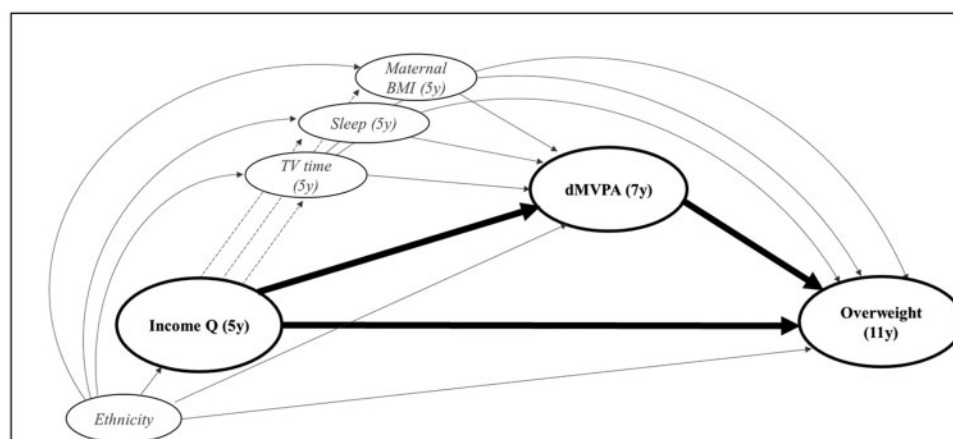 Maternal
BMI (5y)
Sleep (5y)
TV time
(5y)
dMVPA (7y)
Income Q (5y)
Overweight
(11y)
Ethnicity